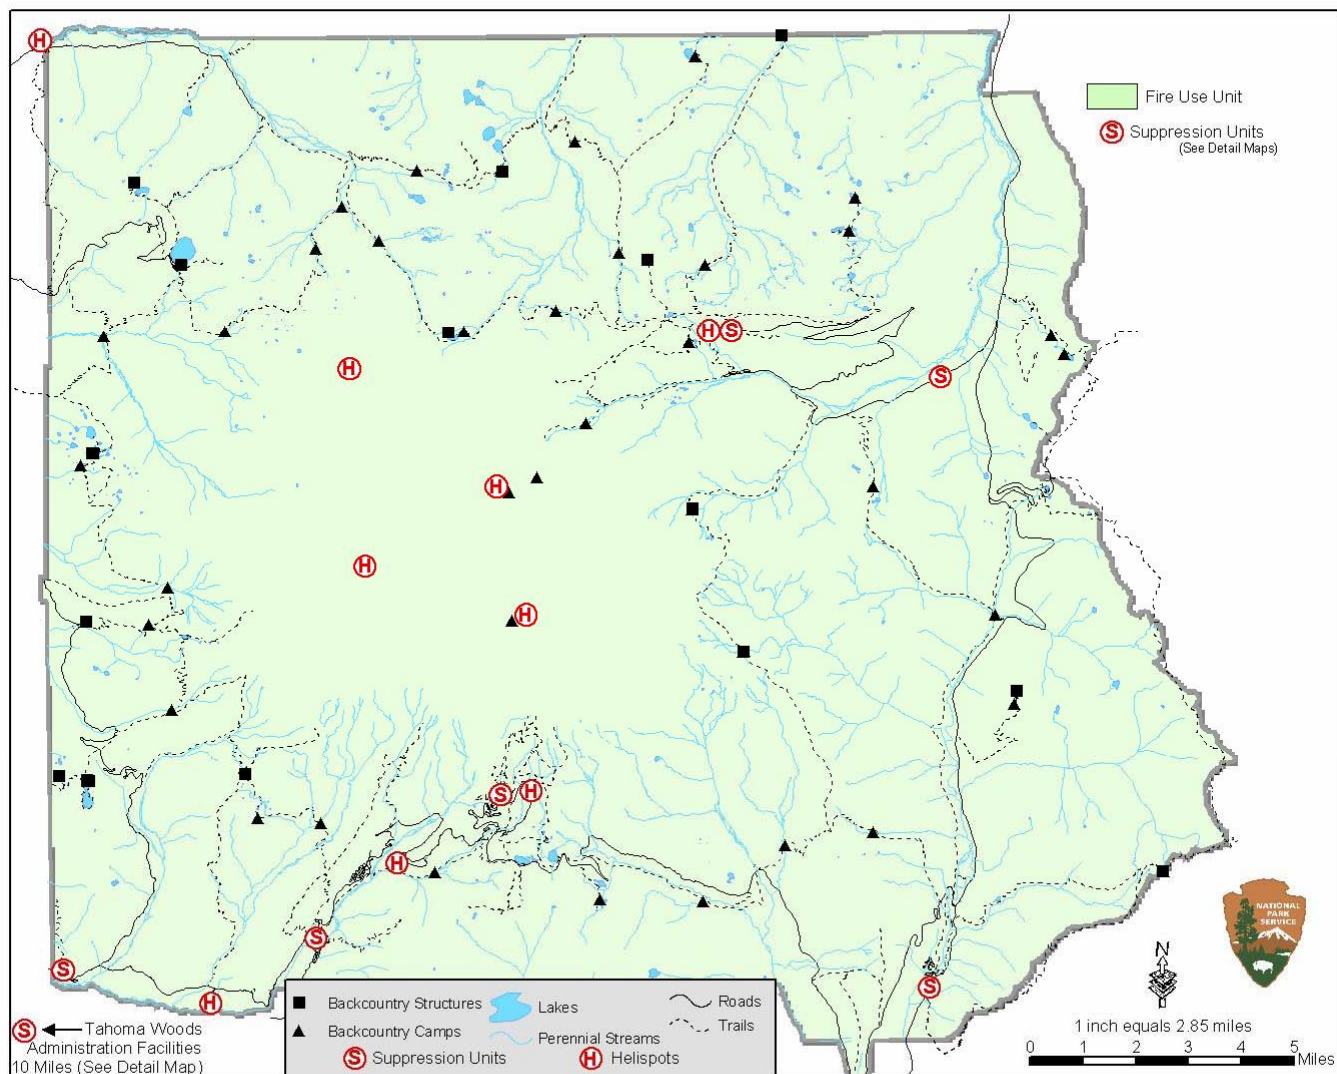 H
H
Fire Use Unit
S Suppression Units
(See Detail Maps)
H S
H
S
H
H
H
S H
H
S
S
S
H
NATIONAL
PARK
SERVICE
N
1 inch equals 2.85 miles
0 1 2 3 4 5
Miles
S Tahoma Woods
Administration Facilities
10 Miles (See Detail Map)
Backcountry Structures
Lakes
Roads
Backcountry Camps
Perennial Streams
Trails
S Suppression Units
H Helispots